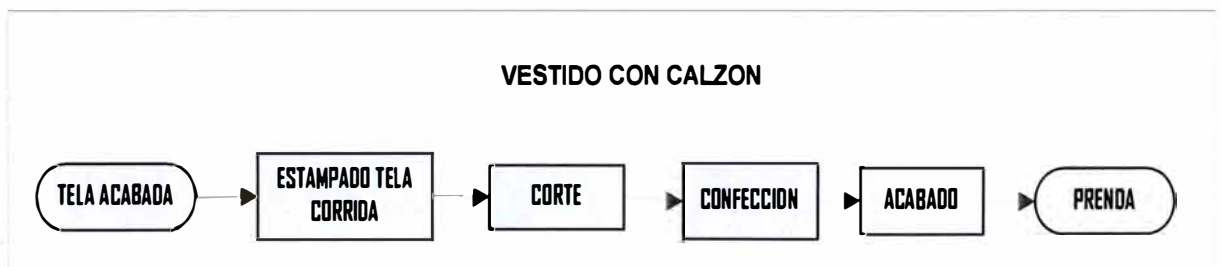 VESTIDO CON CALZON
TELA ACABADA
ESTAMPADO TELA
CORRIDA
CORTE
CONFECCION
ACABADO
PRENDA